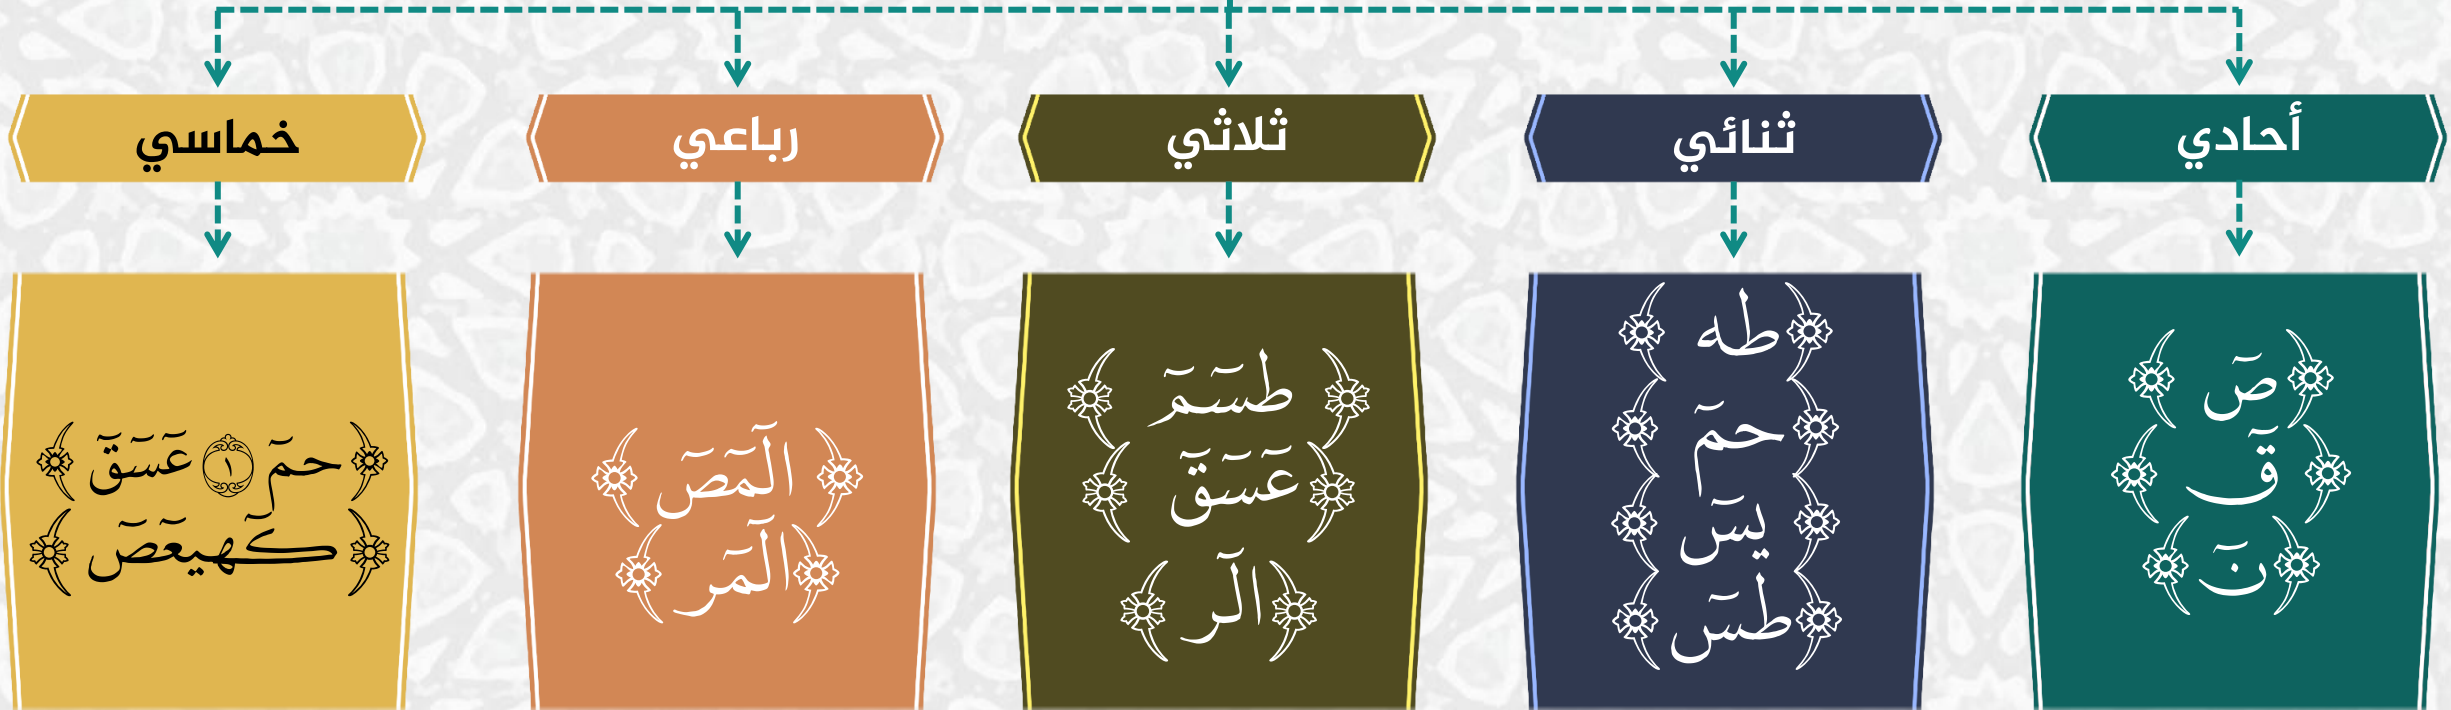 أحادي
ثنائي
ثلاثي
رباعي
خماسي
﴿صٓ﴾
﴿قٓ﴾
﴿نٓ﴾
﴿طه﴾
﴿حمٓ﴾
﴿يسٓ﴾
﴿طسٓ﴾
﴿طسٓمٓ﴾
﴿عٓسٓقٓ﴾
﴿الٓر﴾
﴿الٓمٓصٓ﴾
﴿الٓمٓر﴾
﴿حمٓ ١ عٓسٓقٓ﴾
﴿كٓهيعٓصٓ﴾